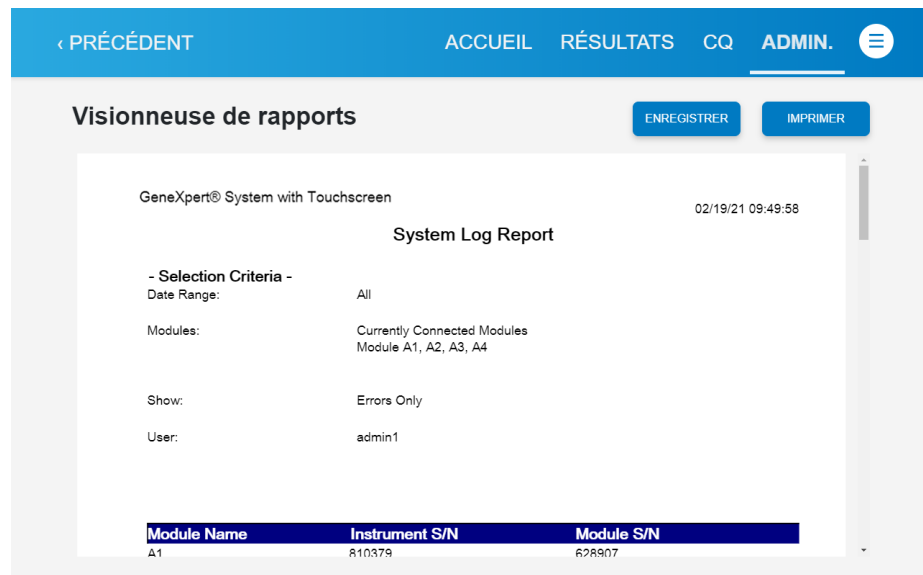 ‹ PRÉCÉDENT ACCUEIL RÉSULTATS CQ ADMIN.
Visionneuse de rapports ENREGISTRER IMPRIMER
GeneXpert® System with Touchscreen
02/19/21 09:49:58
System Log Report
- Selection Criteria -
Date Range: All
Modules: Currently Connected Modules
Module A1, A2, A3, A4
Show: Errors Only
User: admin1
Module Name Instrument S/N Module S/N
A1 810379 628907